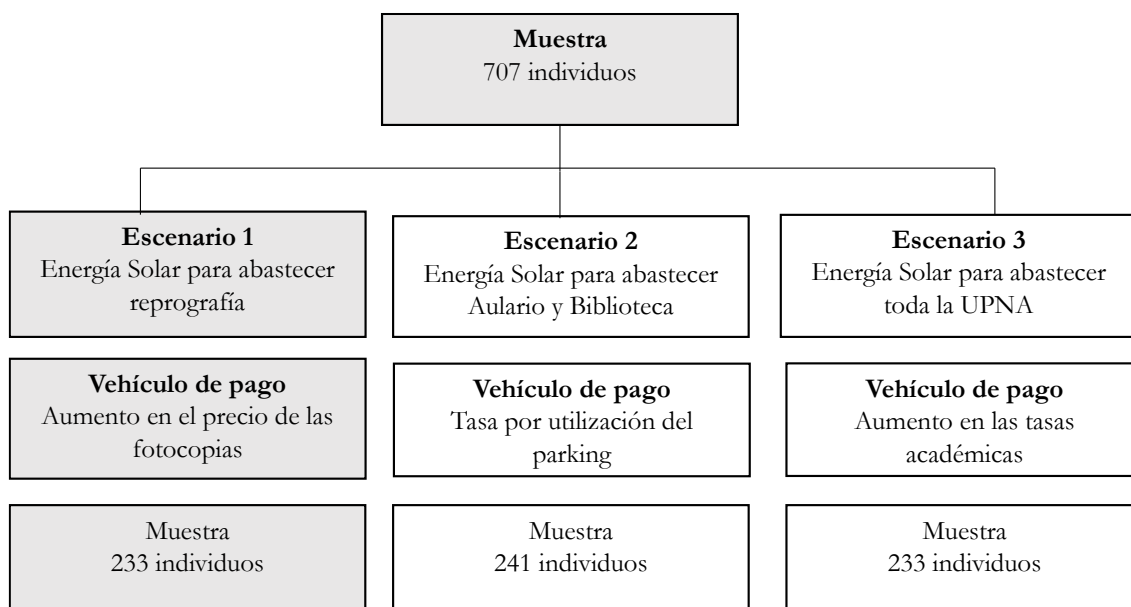 Muestra
707 individuos
Escenario 1
Energía Solar para abastecer
reprografía
Escenario 2
Energía Solar para abastecer
Aulario y Biblioteca
Escenario 3
Energía Solar para abastecer
toda la UPNA
Vehículo de pago
Aumento en el precio de las
fotocopias
Vehículo de pago
Tasa por utilización del
parking
Vehículo de pago
Aumento en las tasas
académicas
Muestra
233 individuos
Muestra
241 individuos
Muestra
233 individuos